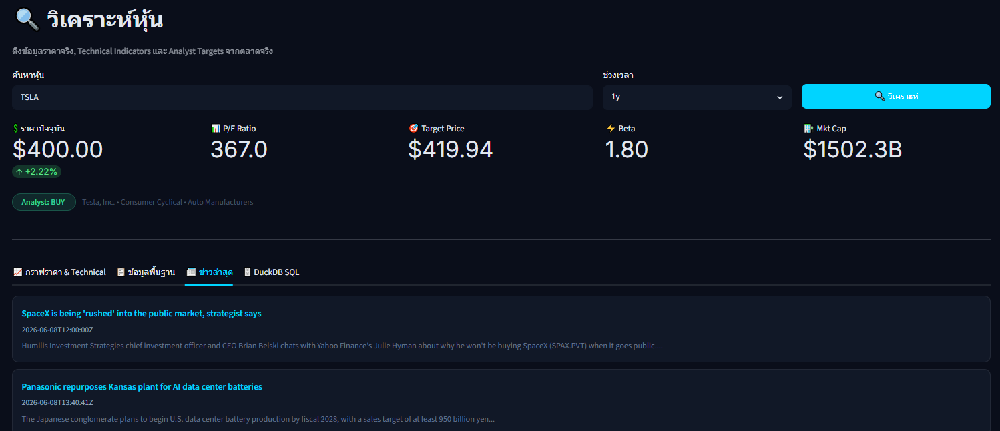 วิเคราะห์หุ้น
ดึงข้อมูลราคาจริง, Technical Indicators และ Analyst Targets จากตลาดจริง
ค้นหาหุ้น
ช่วงเวลา
TSLA
1y
วิเคราะห์
ราคาปัจจุบัน
P/E Ratio
Target Price
Beta
Mkt Cap
$400.00
367.0
$419.94
1.80
$1502.3B
↑ +2.22%
Analyst: BUY
Tesla, Inc. • Consumer Cyclical • Auto Manufacturers
กราฟราคา & Technical
ข้อมูลพื้นฐาน
ข่าวล่าสุด
DuckDB SQL
SpaceX is being 'rushed' into the public market, strategist says
2026-06-08T12:00:00Z
Humilis Investment Strategies chief investment officer and CEO Brian Belski chats with Yahoo Finance's Julie Hyman about why he won't be buying SpaceX (SPAX.PVT) when it goes public....
Panasonic repurposes Kansas plant for AI data center batteries
2026-06-08T13:40:41Z
The Japanese conglomerate plans to begin U.S. data center battery production by fiscal 2028, with a sales target of at least 950 billion yen...